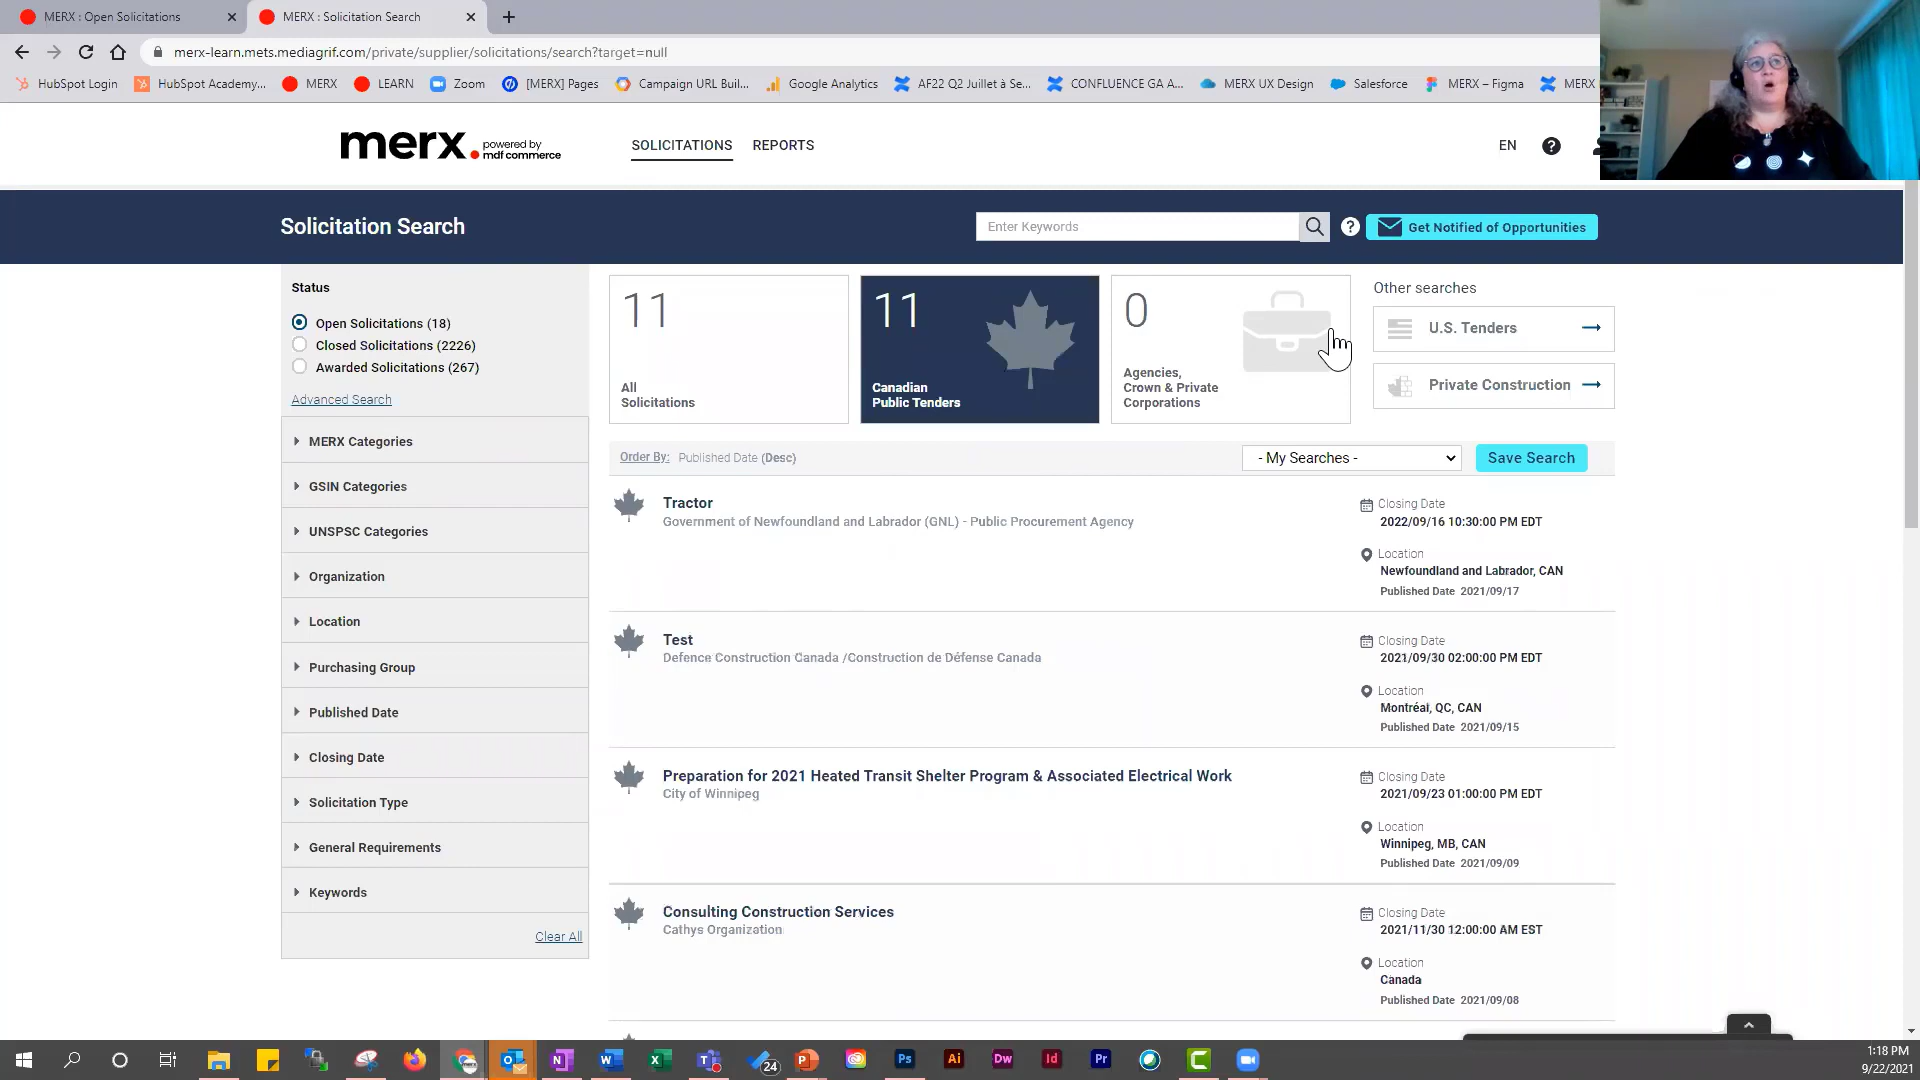 MERX : Open Solicitations
MERX : Solicitation Search
merx-learn.mets.mediagrif.com/private/supplier/solicitations/search?target=null
HubSpot Login
HubSpot Academy...
MERX
LEARN
Zoom
[MERX] Pages
Campaign URL Buil...
Google Analytics
AF22 Q2 Juillet à Se...
CONFLUENCE GA A...
MERX UX Design
Salesforce
MERX – Figma
MERX
merx. powered by mdf commerce
SOLICITATIONS
REPORTS
EN
Solicitation Search
Enter Keywords
Get Notified of Opportunities
Status
Open Solicitations (18)
Closed Solicitations (2226)
Awarded Solicitations (267)
Advanced Search
MERX Categories
GSIN Categories
UNSPSC Categories
Organization
Location
Purchasing Group
Published Date
Closing Date
Solicitation Type
General Requirements
Keywords
Clear All
11
All
Solicitations
11
Canadian
Public Tenders
0
Agencies,
Crown & Private
Corporations
Other searches
U.S. Tenders
Private Construction
Order By: Published Date (Desc)
- My Searches -
Save Search
Tractor
Government of Newfoundland and Labrador (GNL) - Public Procurement Agency
Closing Date
2022/09/16 10:30:00 PM EDT
Location
Newfoundland and Labrador, CAN
Published Date 2021/09/17
Test
Defence Construction Canada /Construction de Défense Canada
Closing Date
2021/09/30 02:00:00 PM EDT
Location
Montréal, QC, CAN
Published Date 2021/09/15
Preparation for 2021 Heated Transit Shelter Program & Associated Electrical Work
City of Winnipeg
Closing Date
2021/09/23 01:00:00 PM EDT
Location
Winnipeg, MB, CAN
Published Date 2021/09/09
Consulting Construction Services
Cathys Organization
Closing Date
2021/11/30 12:00:00 AM EST
Location
Canada
Published Date 2021/09/08
24
Ps
Ai
Dw
Id
Pr
1:18 PM
9/22/2021